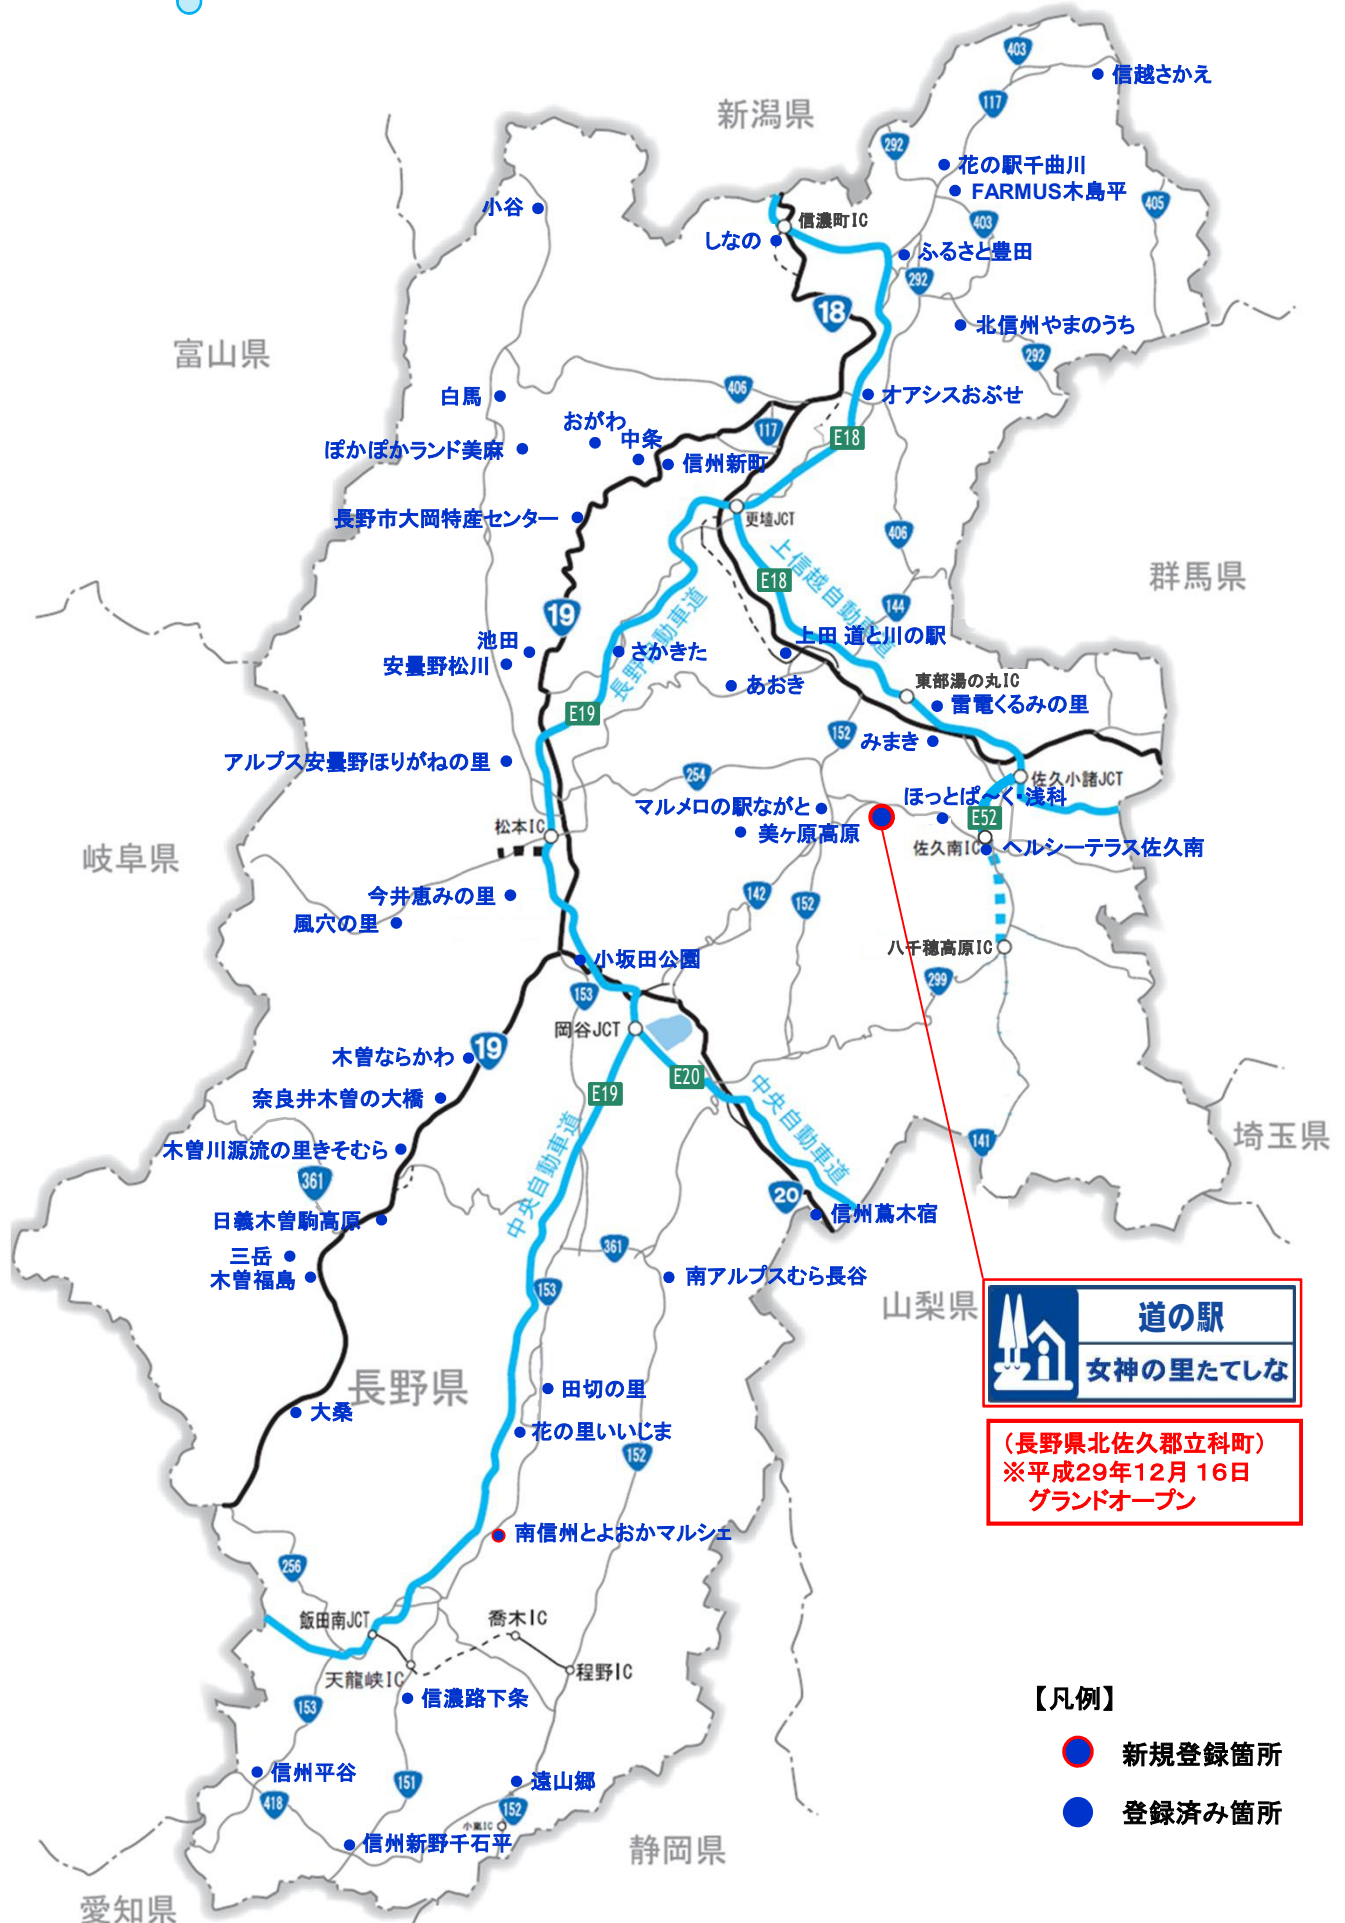 403
信越さかえ
117
新潟県
292
花の駅千曲川
FARMUS木島平
405
小谷
信濃町IC
403
しなの
ふるさと豊田
292
18
北信州やまのうち
富山県
292
406
白馬
オアシスおぶせ
おがわ
117
E18
中条
ぽかぽかランド美麻
信州新町
長野市大岡特産センター
更埴JCT
406
上信越自動車道
群馬県
E18
長野自動車道
144
19
池田
上田 道と川の駅
安曇野松川
さかきた
東部湯の丸IC
あおき
雷電くるみの里
E19
152
みまき
アルプス安曇野ほりがねの里
254
佐久小諸JCT
マルメロの駅ながと
ほっとぱ～く・浅科
E52
松本IC
美ヶ原高原
佐久南IC
ヘルシーテラス佐久南
岐阜県
今井恵みの里
142
152
風穴の里
八千穂高原IC
小坂田公園
299
153
岡谷JCT
木曽ならかわ
19
E20
奈良井木曽の大橋
E19
中央自動車道
中央自動車道
141
埼玉県
木曽川源流の里きそむら
361
20
日義木曽駒高原
信州蔦木宿
361
三岳
木曽福島
南アルプスむら長谷
153
山梨県
道の駅
女神の里たてしな
長野県
田切の里
大桑
花の里いいじま
152
（長野県北佐久郡立科町）
※平成29年12月16日
グランドオープン
南信州とよおかマルシェ
256
飯田南JCT
喬木IC
天龍峡IC
程野IC
信濃路下条
153
【凡例】
新規登録箇所
信州平谷
151
遠山郷
418
152
登録済み箇所
小嵐IC
信州新野千石平
静岡県
愛知県